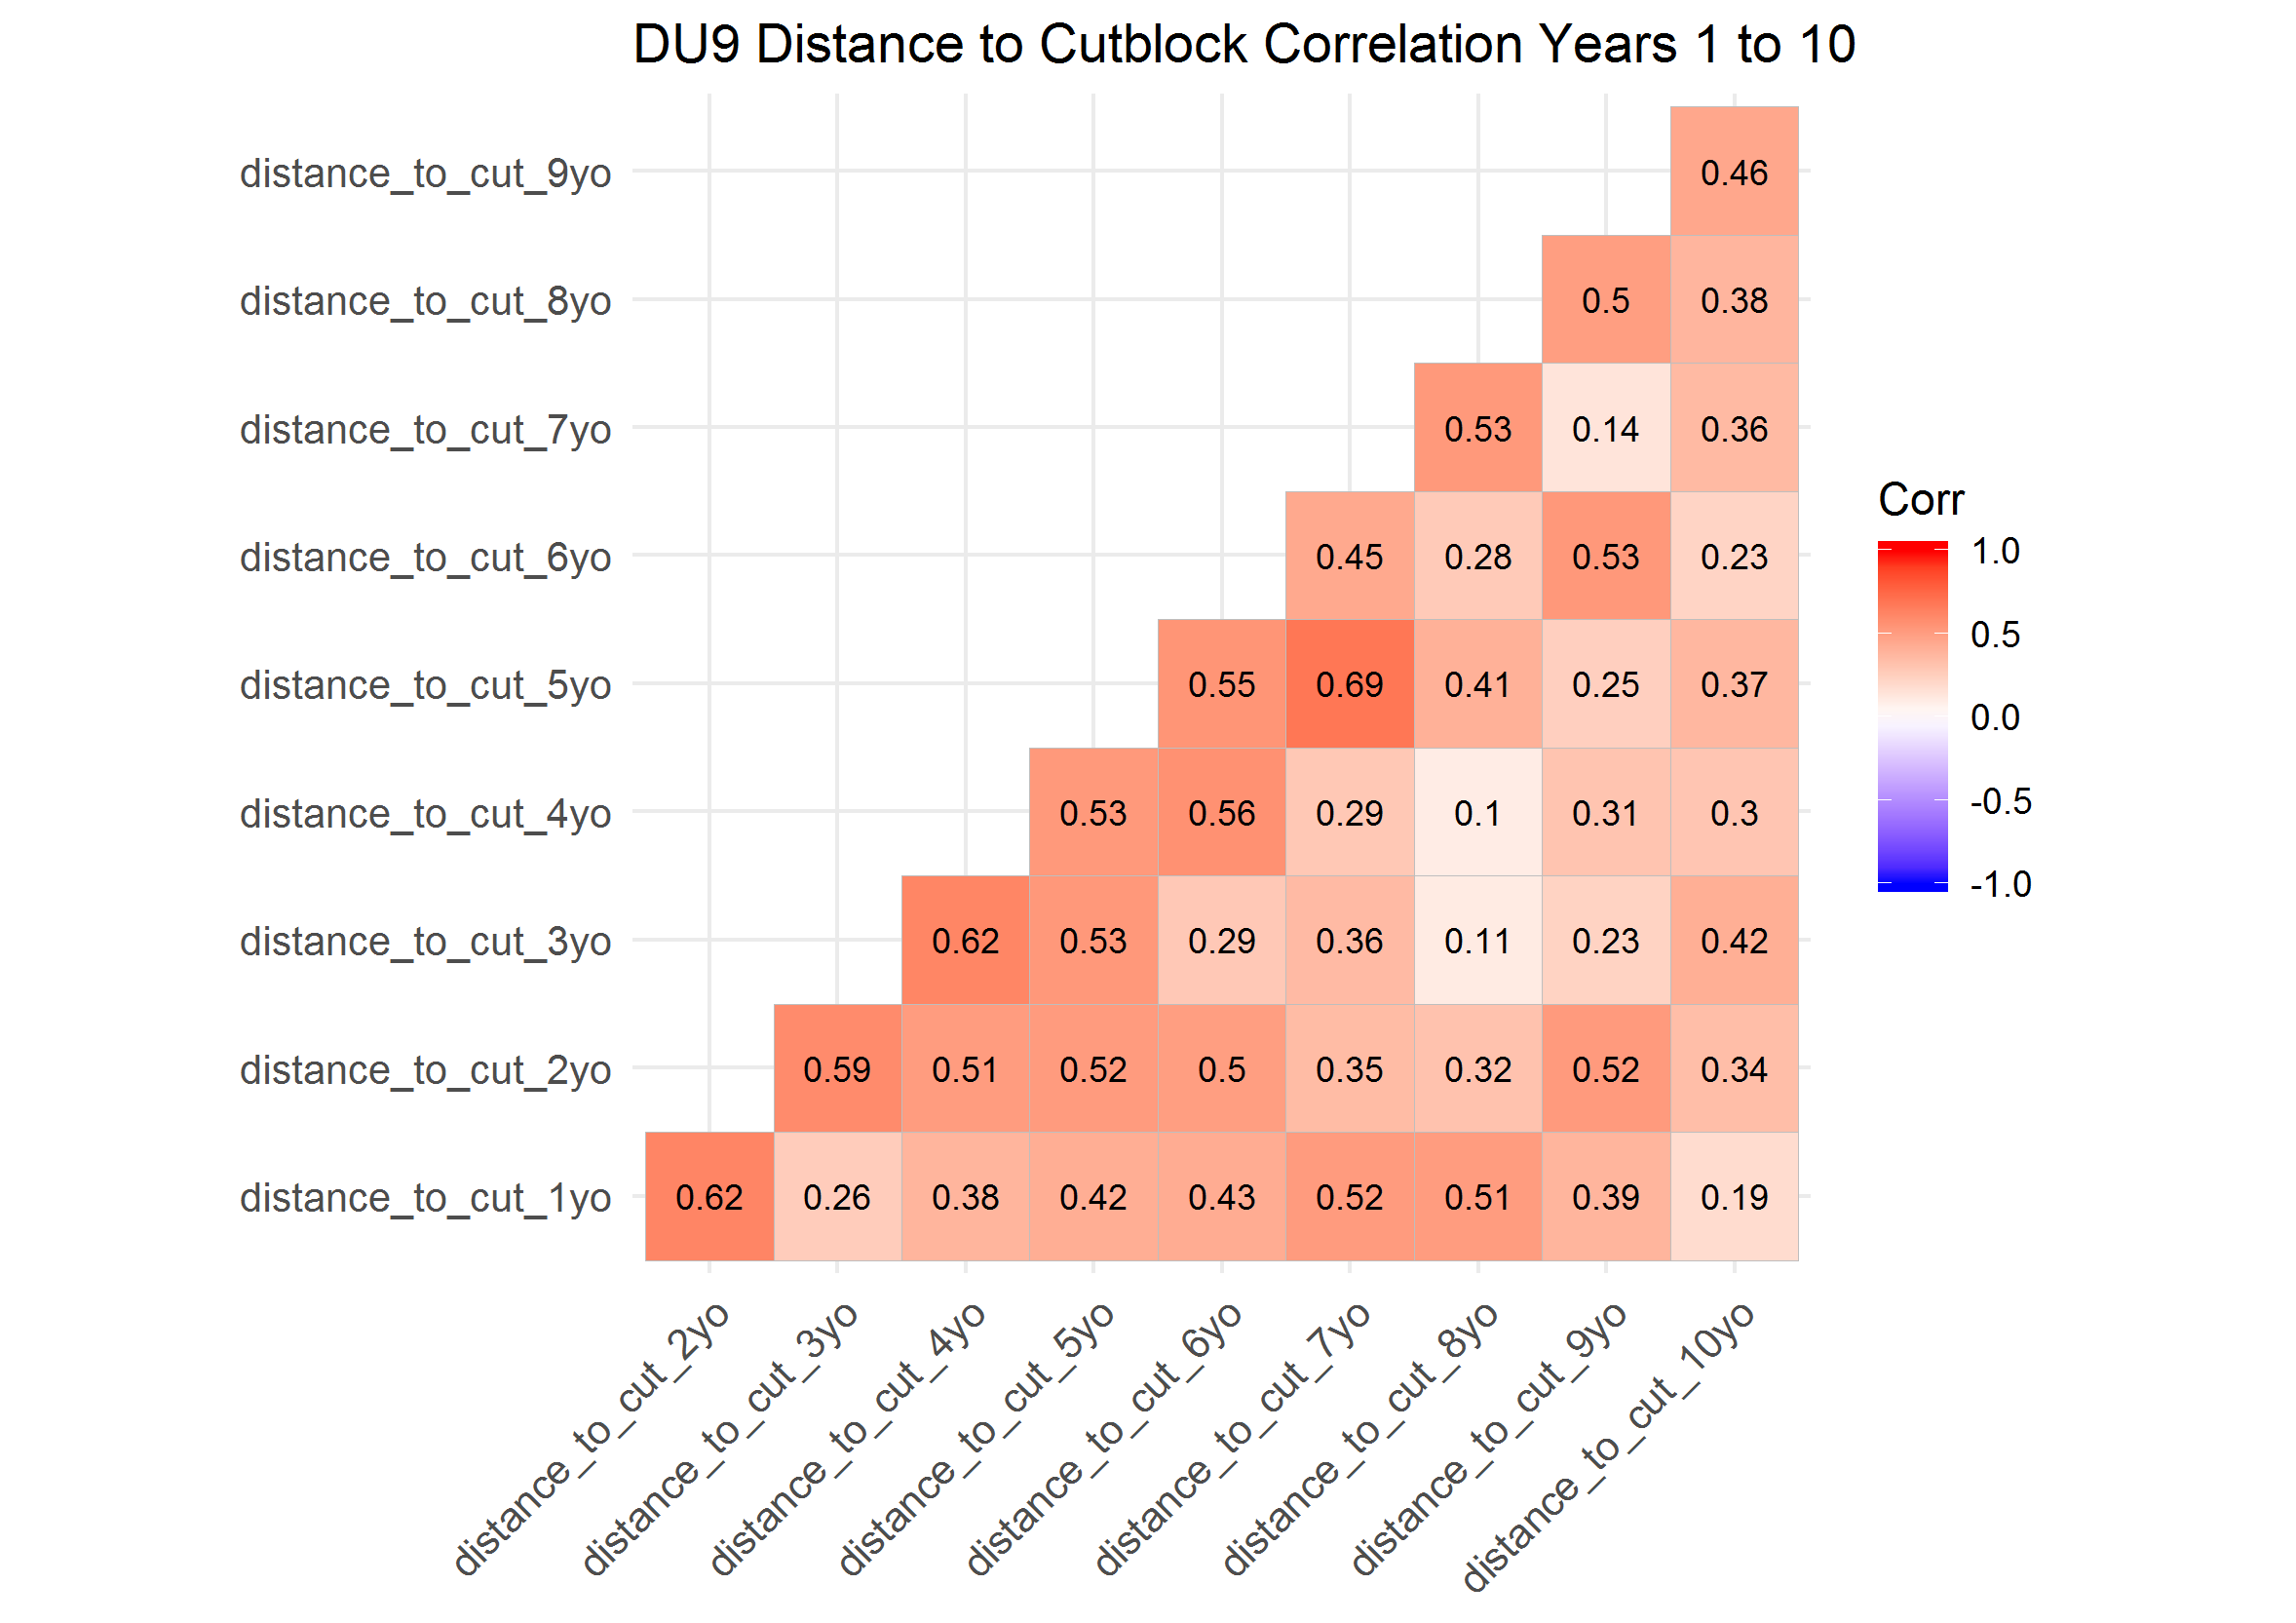 DU9 Distance to Cutblock Correlation Years 1 to 10
distance_to_cut_9yo 0.46
distance_to_cut_8yo 0.5 0.38
distance_to_cut_7yo 0.53 0.14 0.36
distance_to_cut_6yo 0.45 0.28 0.53 0.23
distance_to_cut_5yo 0.55 0.69 0.41 0.25 0.37
distance_to_cut_4yo 0.53 0.56 0.29 0.1 0.31 0.3
distance_to_cut_3yo 0.62 0.53 0.29 0.36 0.11 0.23 0.42
distance_to_cut_2yo 0.59 0.51 0.52 0.5 0.35 0.32 0.52 0.34
distance_to_cut_1yo 0.62 0.26 0.38 0.42 0.43 0.52 0.51 0.39 0.19
distance_to_cut_2yo
distance_to_cut_3yo
distance_to_cut_4yo
distance_to_cut_5yo
distance_to_cut_6yo
distance_to_cut_7yo
distance_to_cut_8yo
distance_to_cut_9yo
distance_to_cut_10yo
Corr
1.0
0.5
0.0
-0.5
-1.0